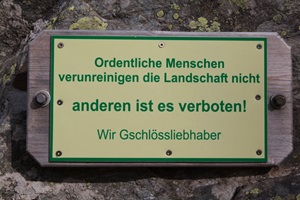 Ordentliche Menschen
verunreinigen die Landschaft nicht
anderen ist es verboten!
Wir Gschlössliebhaber